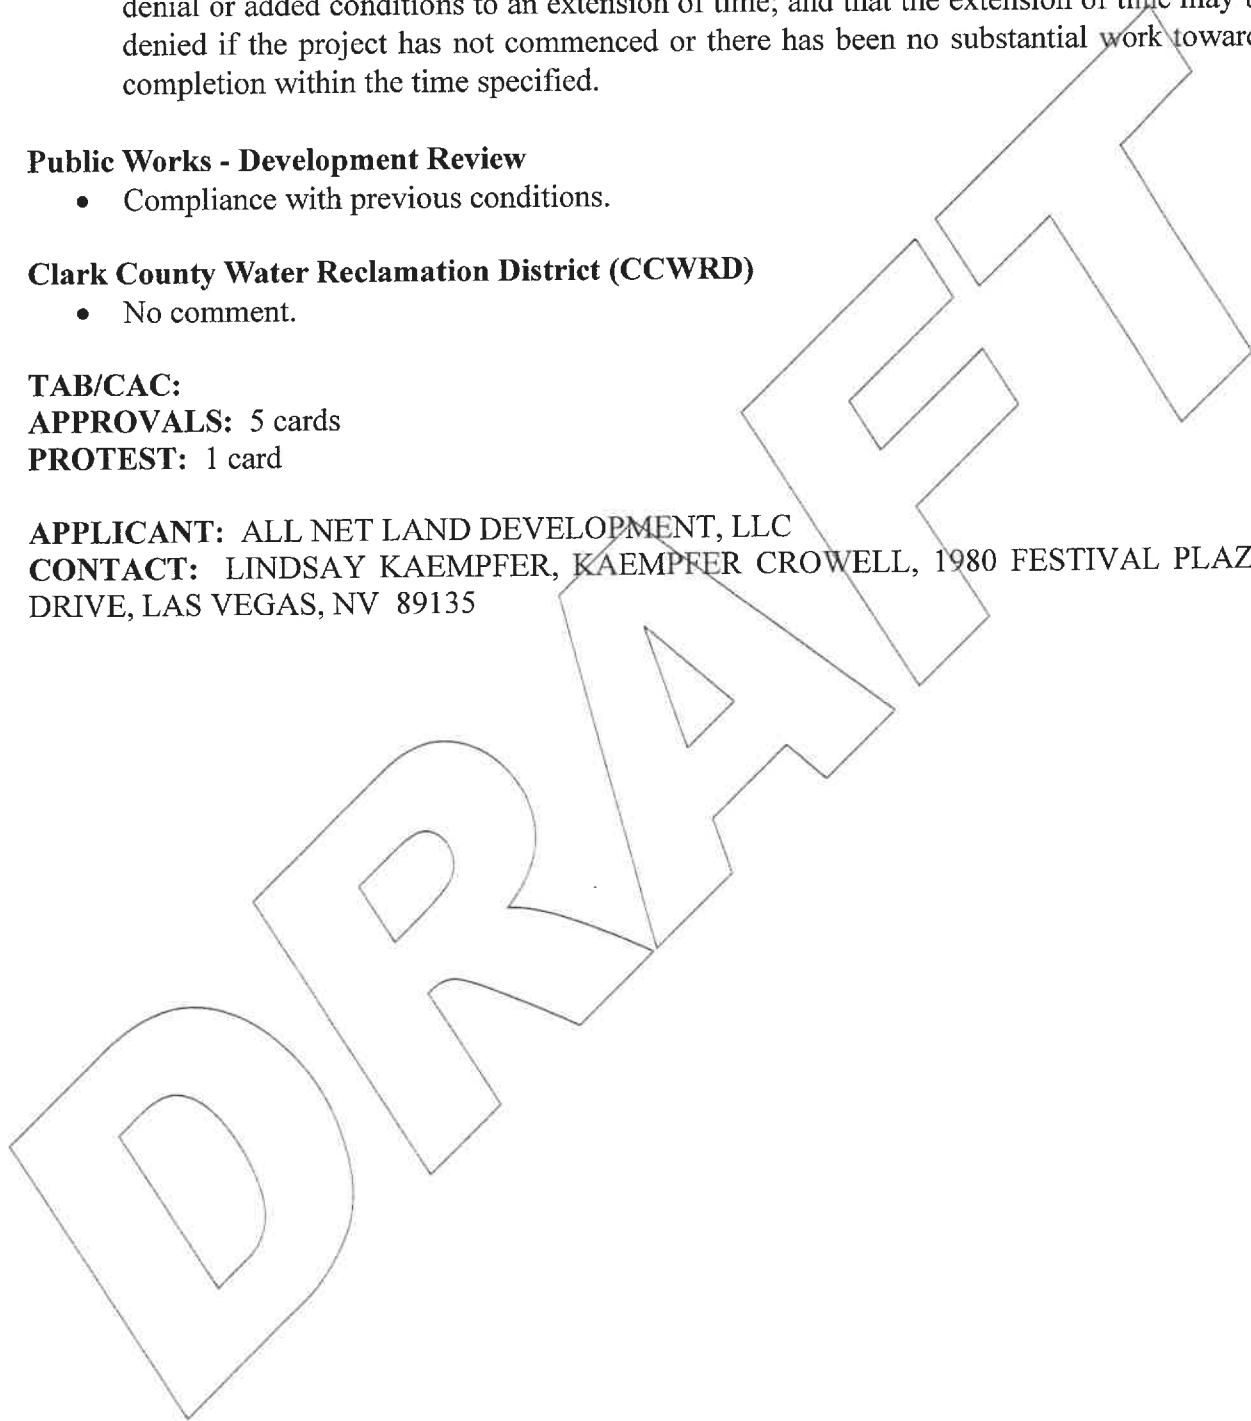 denial or added conditions to an extension of time; and that the extension of time may
denied if the project has not commenced or there has been no substantial work toward
completion within the time specified.
Public Works - Development Review
• Compliance with previous conditions.
Clark County Water Reclamation District (CCWRD)
• No comment.
TAB/CAC:
APPROVALS: 5 cards
PROTEST: 1 card
APPLICANT: ALL NET LAND DEVELOPMENT, LLC
CONTACT: LINDSAY KAEMPFER, KAEMPFER CROWELL, 1980 FESTIVAL PLAZ
DRIVE, LAS VEGAS, NV 89135
DRAFT